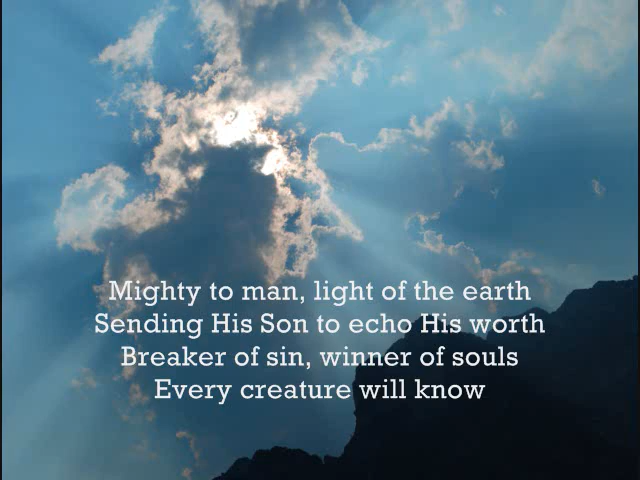 Mighty to man, light of the earth
Sending His Son to echo His worth
Breaker of sin, winner of souls
Every creature will know